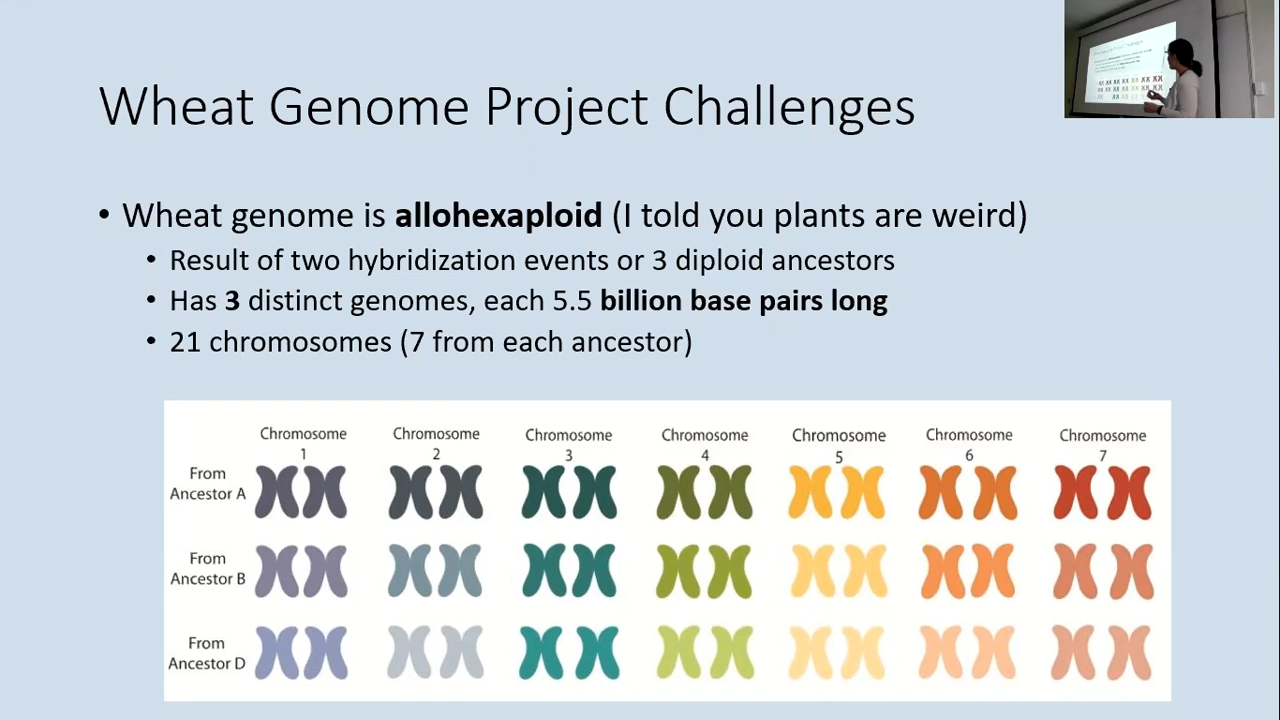 Wheat Genome Project Challenges
• Wheat genome is allohexaploid (I told you plants are weird)
• Result of two hybridization events or 3 diploid ancestors
• Has 3 distinct genomes, each 5.5 billion base pairs long
• 21 chromosomes (7 from each ancestor)
Chromosome 1
Chromosome 2
Chromosome 3
Chromosome 4
Chromosome 5
Chromosome 6
Chromosome 7
From
Ancestor A
From
Ancestor B
From
Ancestor D